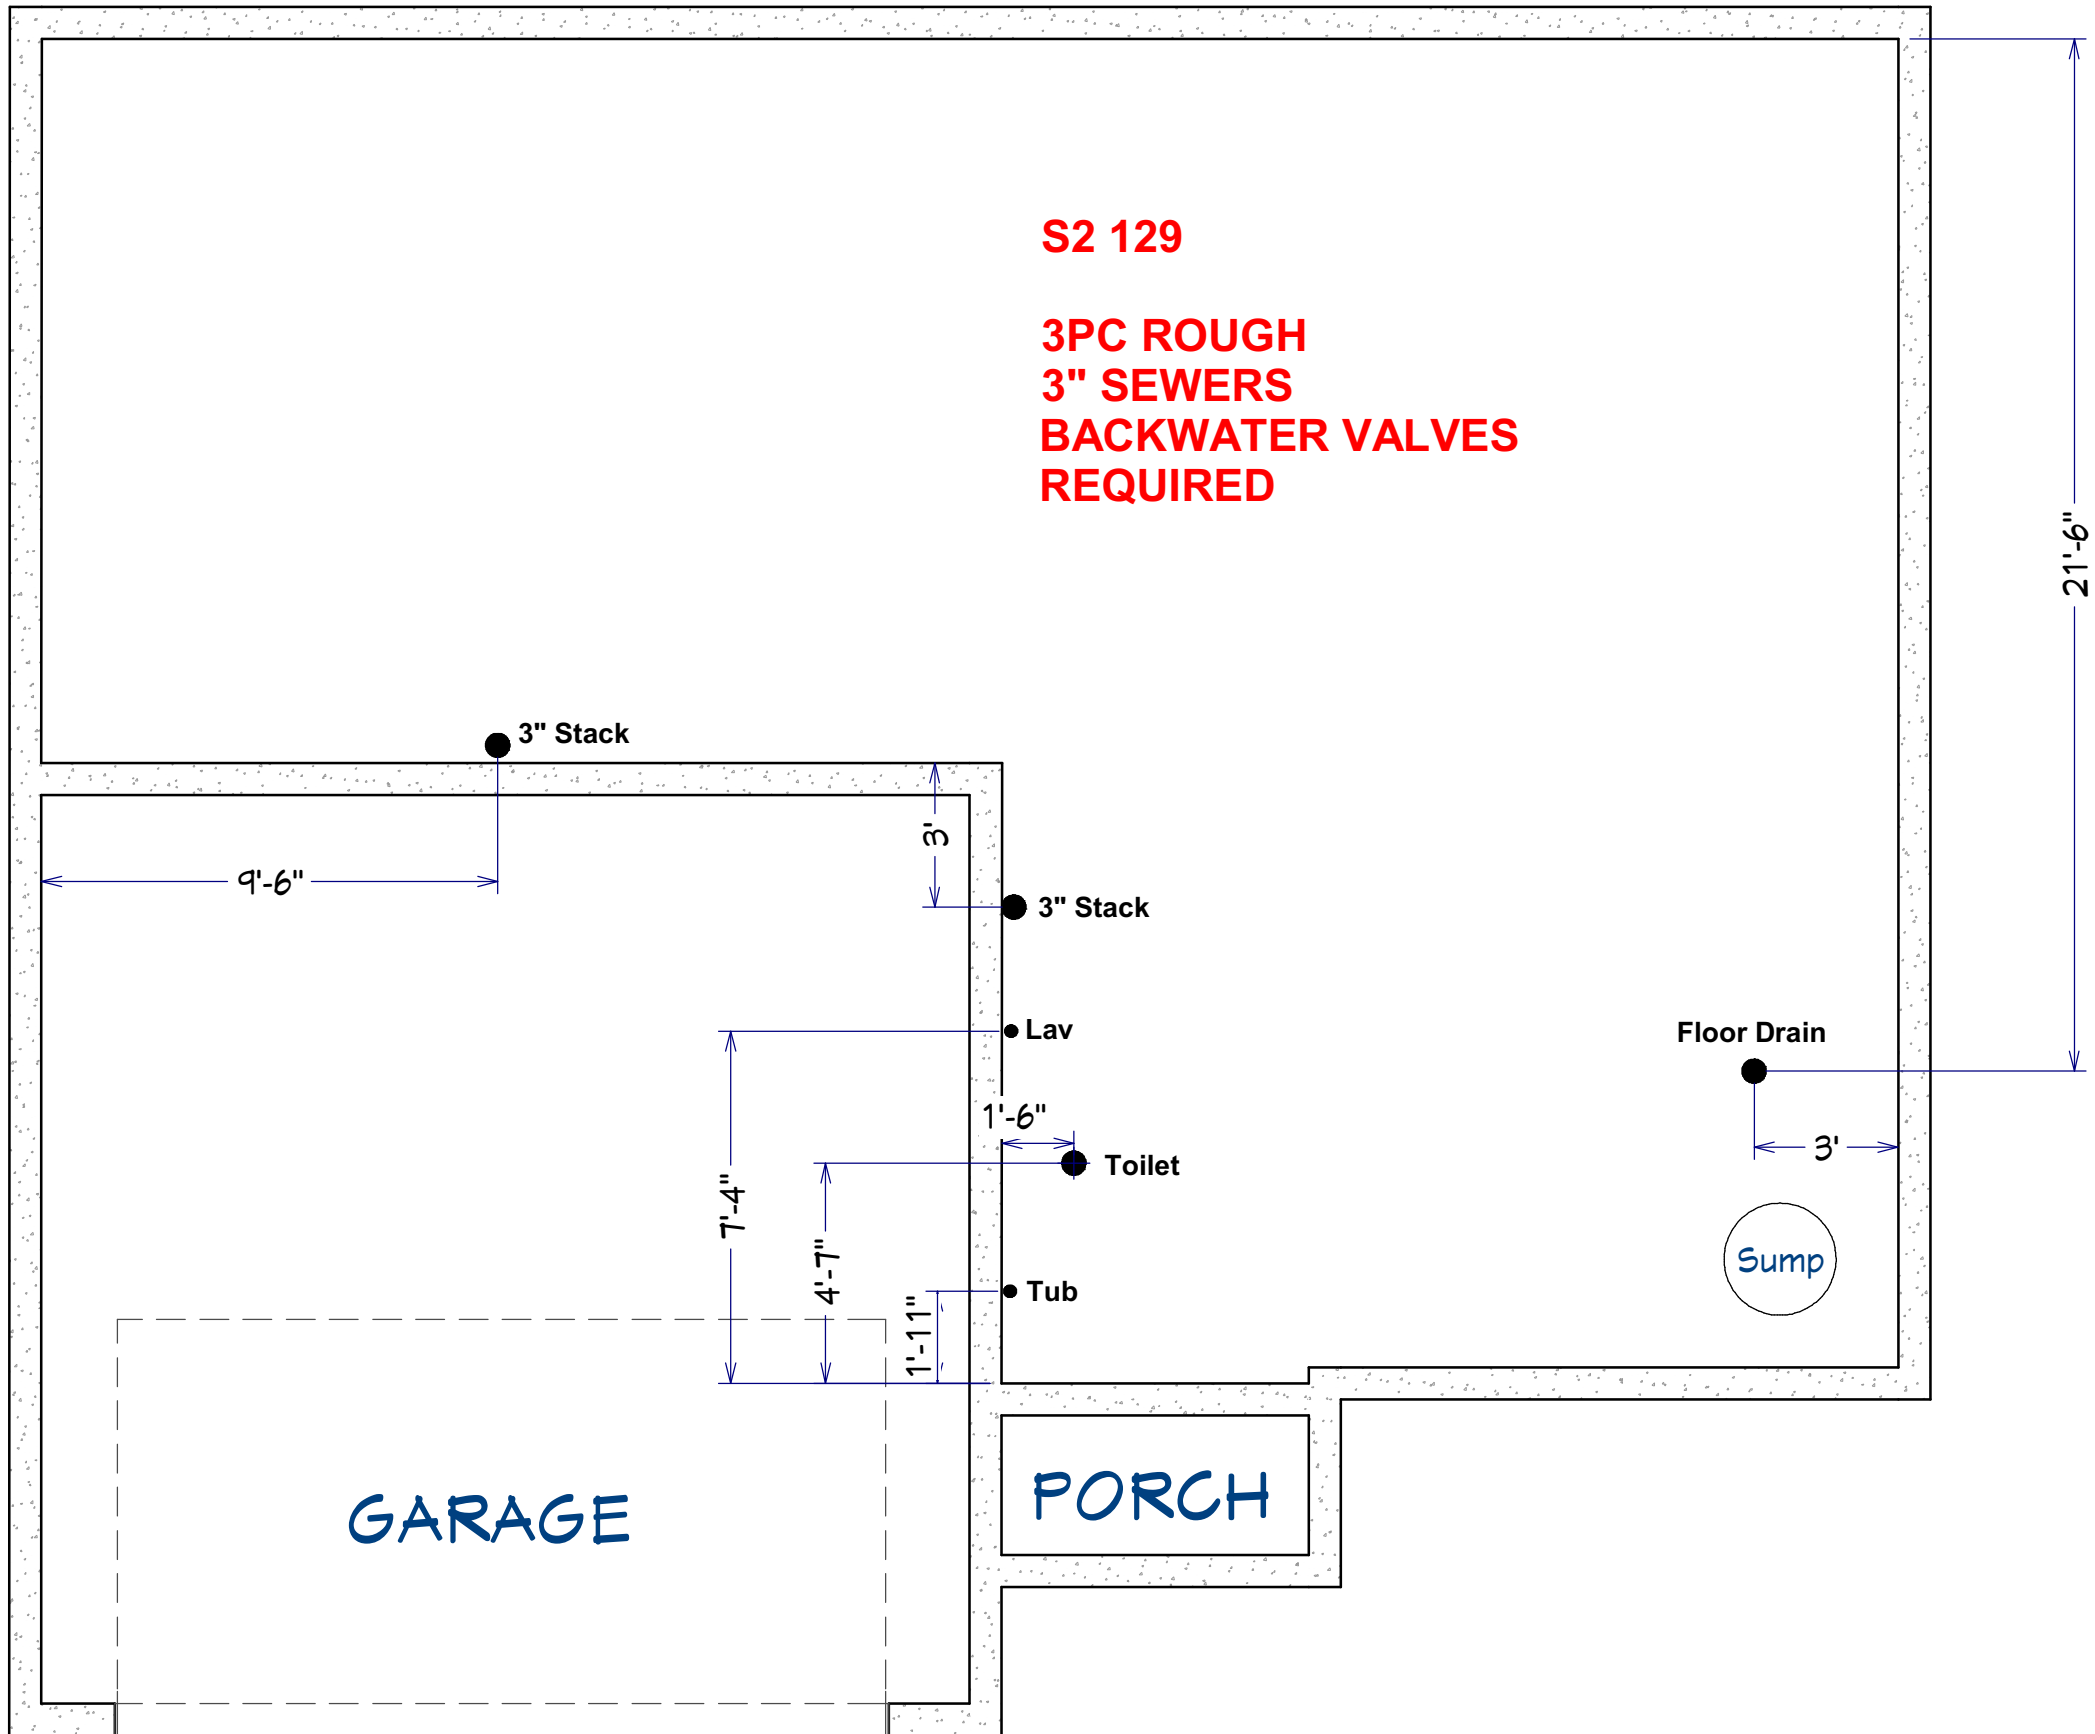 S2 129
3PC ROUGH
3" SEWERS
BACKWATER VALVES
REQUIRED
21'-6"
3" Stack
3'
9'-6"
3" Stack
Lav
Floor Drain
1'-6"
3'
Toilet
7'-4"
4'-7"
Sump
Tub
1'-11"
PORCH
GARAGE